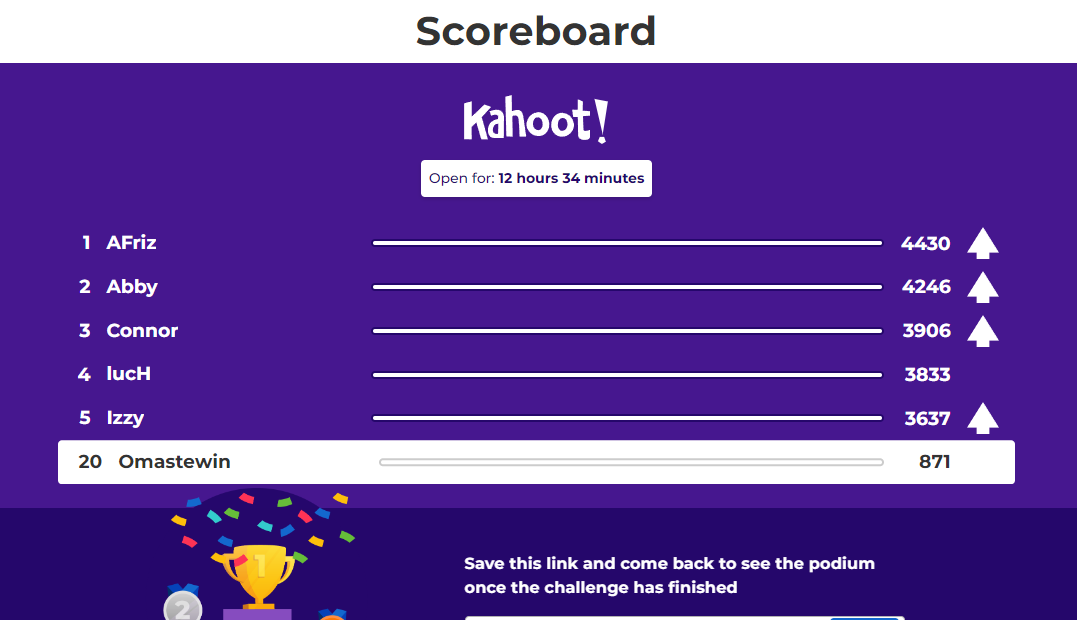 Scoreboard
Kahoot!
Open for: 12 hours 34 minutes
1 AFriz 4430
2 Abby 4246
3 Connor 3906
4 lucH 3833
5 Izzy 3637
20 Omastewin 871
1
Save this link and come back to see the podium
once the challenge has finished
2